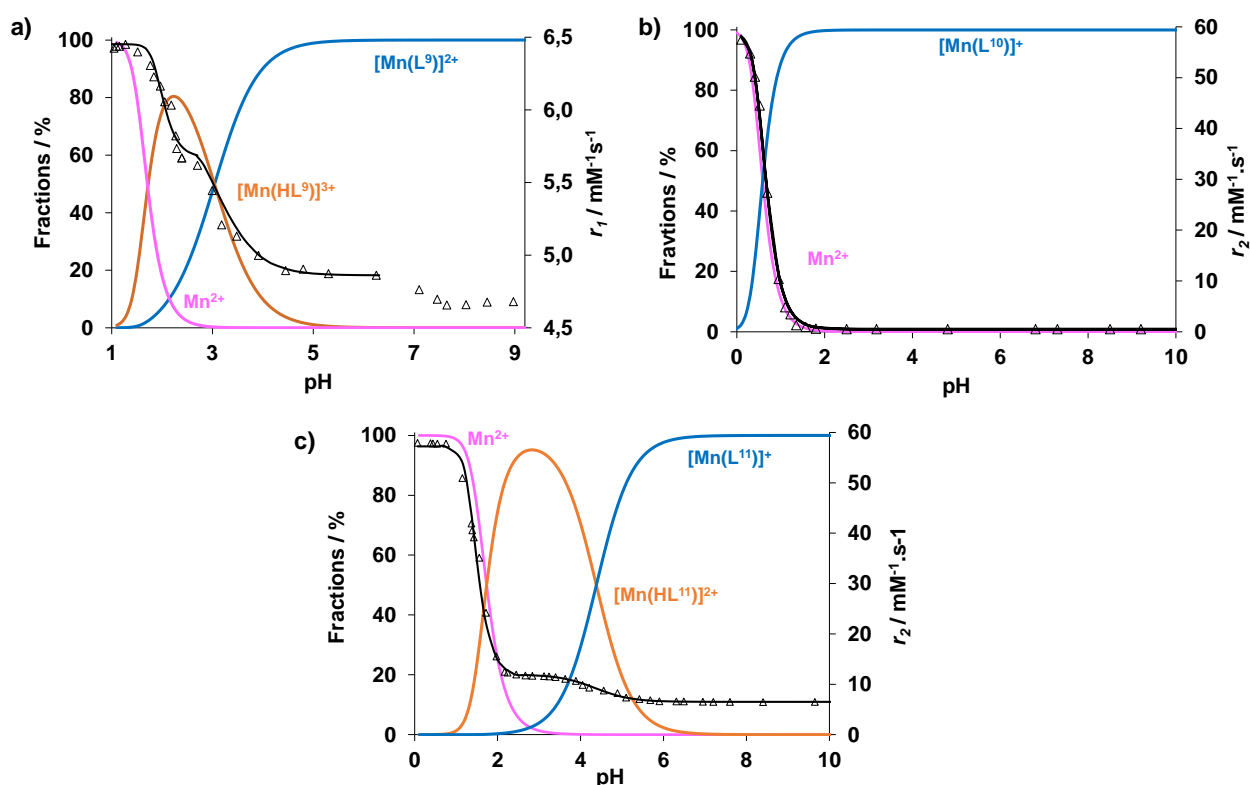 a)
100
80
60
40
20
0
Fractions / %
[Mn(L⁹)]²⁺
[Mn(HL⁹)]³⁺
Mn²⁺
6,5
6,0
5,5
5,0
4,5
r₁ / mM⁻¹s⁻¹
1 3 5 7 9
pH
b)
100
80
60
40
20
0
Fravtions / %
[Mn(L¹⁰)]⁺
Mn²⁺
60
50
40
30
20
10
0
r₂ / mM⁻¹.s⁻¹
0 2 4 6 8 10
pH
c)
100
80
60
40
20
0
Fractions / %
Mn²⁺
[Mn(L¹¹)]⁺
[Mn(HL¹¹)]²⁺
60
50
40
30
20
10
0
r₂ / mM⁻¹.s-1
0 2 4 6 8 10
pH